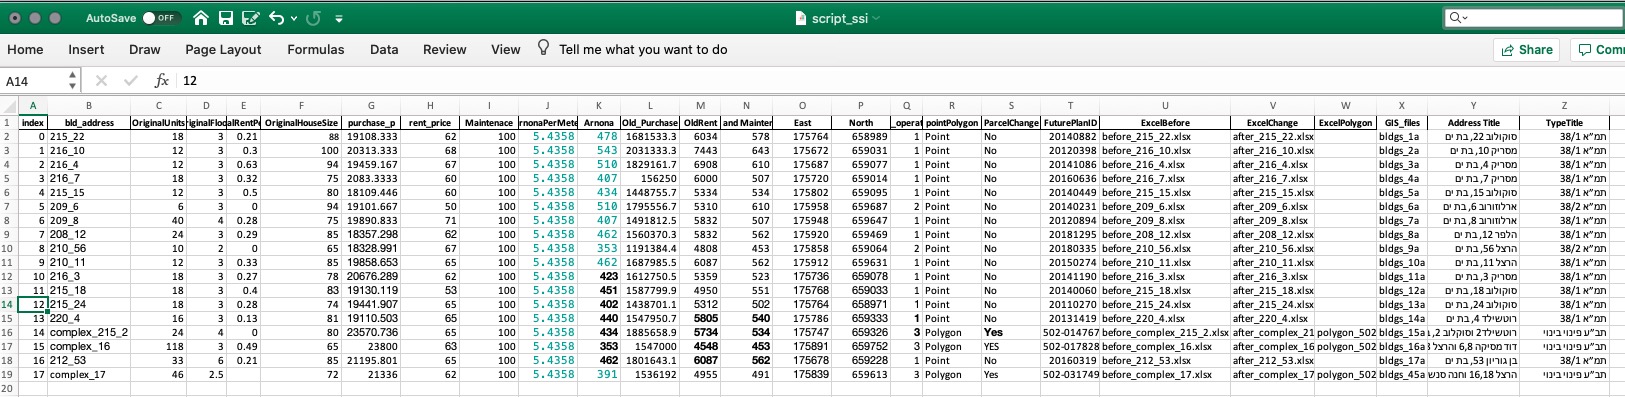 AutoSave OFF script_ssi
Home Insert Draw Page Layout Formulas Data Review View Tell me what you want to do Share Comm
A14 fx 12
A B C D E F G H I J K L M N O P Q R S T U V W X Y Z
1 index bld_address OriginalUnits iginalFloo alRentPe OriginalHouseSize purchase_p rent_price Maintenace rnonaPerMete Arnona Old_Purchase OldRent and Mainter East North _operat pointPolygon ParcelChange FuturePlanID ExcelBefore ExcelChange ExcelPolygon GIS_files Address Title TypeTitle
2 0 215_22 18 3 0.21 88 19108.333 62 100 5.4358 478 1681533.3 6034 578 175764 658989 1 Point No 20140882 before_215_22.xlsx after_215_22.xlsx bldgs_1a סוקולוב 22, בת ים תמ"א 38/1
3 1 216_10 12 3 0.3 100 20313.333 68 100 5.4358 543 2031333.3 7443 643 175672 659031 1 Point No 20120398 before_216_10.xlsx after_216_10.xlsx bldgs_2a מסריק 10, בת ים תמ"א 38/1
4 2 216_4 12 3 0.63 94 19459.167 67 100 5.4358 510 1829161.7 6908 610 175687 659077 1 Point No 20141086 before_216_4.xlsx after_216_4.xlsx bldgs_3a מסריק 4, בת ים תמ"א 38/1
5 3 216_7 18 3 0.32 75 2083.3333 60 100 5.4358 407 156250 6000 507 175720 659014 1 Point No 20160636 before_216_7.xlsx after_216_7.xlsx bldgs_4a מסריק 7, בת ים תמ"א 38/1
6 4 215_15 12 3 0.5 80 18109.446 60 100 5.4358 434 1448755.7 5334 534 175802 659095 1 Point No 20140449 before_215_15.xlsx after_215_15.xlsx bldgs_5a סוקולוב 15, בת ים תמ"א 38/1
7 5 209_6 6 3 0 94 19101.667 50 100 5.4358 510 1795556.7 5310 610 175958 659687 2 Point No 20140231 before_209_6.xlsx after_209_6.xlsx bldgs_6a ארלוזורוב 6, בת ים תמ"א 38/2
8 6 209_8 40 4 0.28 75 19890.833 71 100 5.4358 407 1491812.5 5832 507 175948 659647 1 Point No 20120894 before_209_8.xlsx after_209_8.xlsx bldgs_7a ארלוזורוב 8, בת ים תמ"א 38/1
9 7 208_12 24 3 0.29 85 18357.298 62 100 5.4358 462 1560370.3 5832 562 175920 659469 1 Point No 20181295 before_208_12.xlsx after_208_12.xlsx bldgs_8a הלפר 12, בת ים תמ"א 38/1
10 8 210_56 10 2 0 65 18328.991 67 100 5.4358 353 1191384.4 4808 453 175858 659064 2 Point No 20180335 before_210_56.xlsx after_210_56.xlsx bldgs_9a הרצל 56, בת ים תמ"א 38/2
11 9 210_11 12 3 0.33 85 19858.653 65 100 5.4358 462 1687985.5 6087 562 175912 659631 1 Point No 20150274 before_210_11.xlsx after_210_11.xlsx bldgs_10a הרצל 11, בת ים תמ"א 38/1
12 10 216_3 18 3 0.27 78 20676.289 62 100 5.4358 423 1612750.5 5359 523 175736 659078 1 Point No 20141190 before_216_3.xlsx after_216_3.xlsx bldgs_11a מסריק 3, בת ים תמ"א 38/1
13 11 215_18 18 3 0.4 83 19130.119 53 100 5.4358 451 1587799.9 4950 551 175768 659033 1 Point No 20140060 before_215_18.xlsx after_215_18.xlsx bldgs_12a סוקולוב 18, בת ים תמ"א 38/1
14 12 215_24 18 3 0.28 74 19441.907 65 100 5.4358 402 1438701.1 5312 502 175764 658971 1 Point No 20110270 before_215_24.xlsx after_215_24.xlsx bldgs_13a סוקולוב 24, בת ים תמ"א 38/1
15 13 220_4 16 3 0.13 81 19110.503 65 100 5.4358 440 1547950.7 5805 540 175786 659333 1 Point No 20131419 before_220_4.xlsx after_220_4.xlsx bldgs_14a רוטשילד 4, בת ים תמ"א 38/1
16 14 complex_215_2 24 4 0 80 23570.736 65 100 5.4358 434 1885658.9 5734 534 175747 659326 3 Polygon Yes 502-014767 before_complex_215_2.xlsx after_complex_21 polygon_502 bldgs_15a רוטשילד2 וסוקולוב 2, תב"ע פינוי בינוי
17 15 complex_16 118 3 0.49 65 23800 63 100 5.4358 353 1547000 4548 453 175891 659752 3 Polygon YES 502-017828 before_complex_16.xlsx after_complex_16 polygon_502 bldgs_16a דוד מסיקה 6,8 והרצל תב"ע פינוי בינוי
18 16 212_53 33 6 0.21 85 21195.801 65 100 5.4358 462 1801643.1 6087 562 175678 659228 1 Point No 20160319 before_212_53.xlsx after_212_53.xlsx bldgs_17a בן גוריון 53, בת ים תמ"א 38/1
19 17 complex_17 46 2.5 72 21336 62 100 5.4358 391 1536192 4955 491 175839 659613 3 Polygon Yes 502-031749 before_complex_17.xlsx after_complex_17 polygon_502 bldgs_45a הרצל 16,18 וחנה סנש תב"ע פינוי בינוי
20